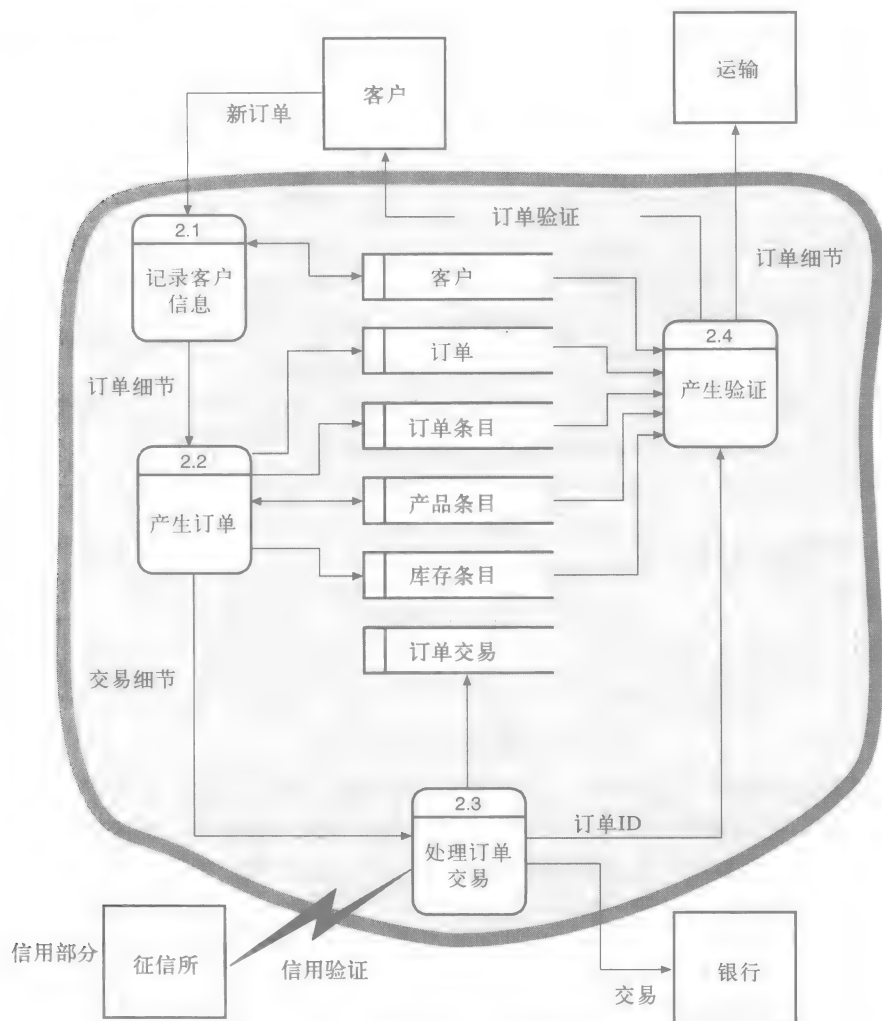 运输
客户
新订单
订单验证
2.1
记录客户
信息
客户
订单细节
2.4
产生验证
订单
订单细节
订单条目
2.2
产生订单
产品条目
库存条目
订单交易
交易细节
2.3
处理订单
交易
订单ID
信用部分
征信所
信用验证
交易
银行